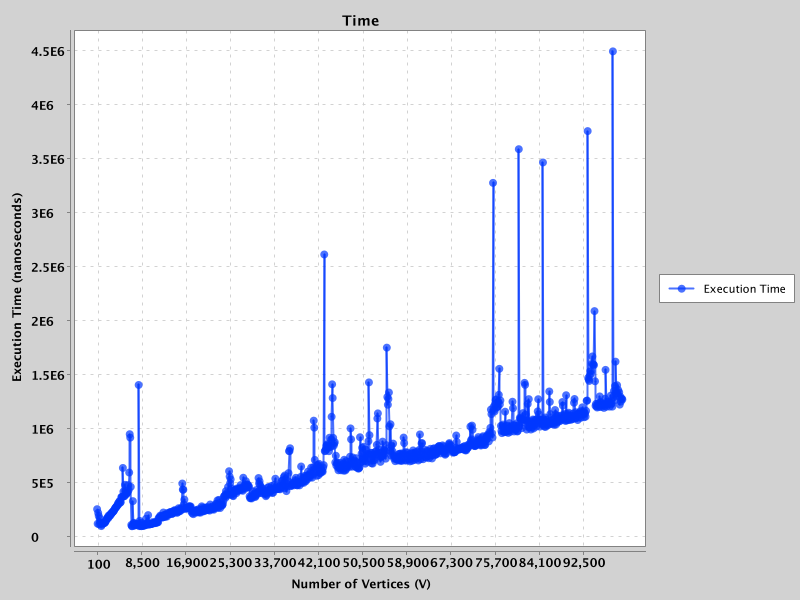 Time
4.5E6
4E6
3.5E6
3E6
2.5E6
2E6
1.5E6
1E6
5E5
0
Execution Time (nanoseconds)
100 8,500 16,900 25,300 33,700 42,100 50,500 58,900 67,300 75,700 84,100 92,500
Number of Vertices (V)
Execution Time